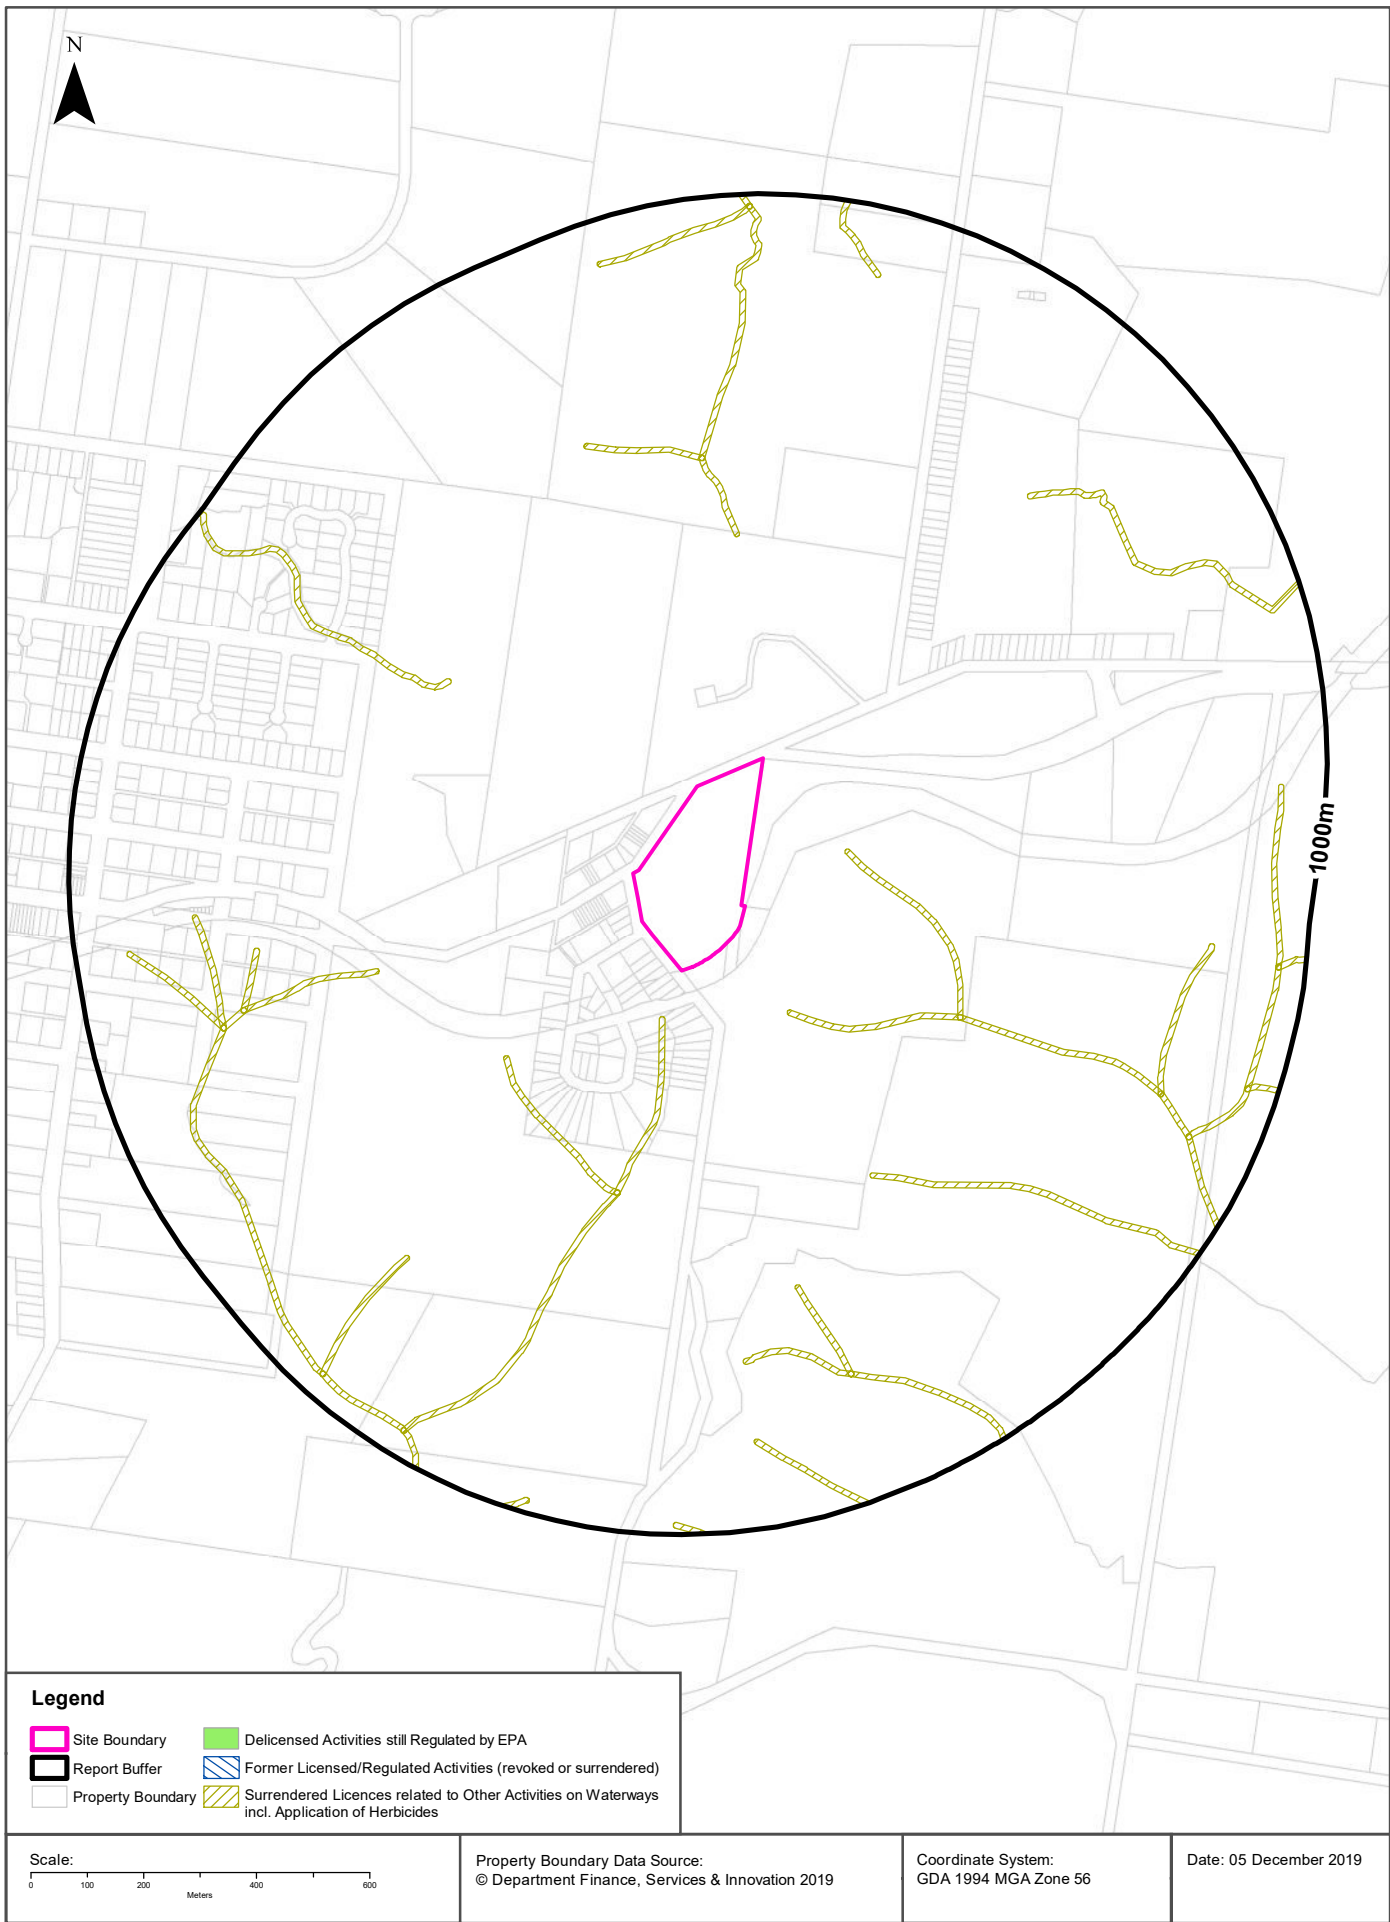 N
1000m
Legend
Site Boundary
Report Buffer
Property Boundary
Delicensed Activities still Regulated by EPA
Former Licensed/Regulated Activities (revoked or surrendered)
Surrendered Licences related to Other Activities on Waterways
incl. Application of Herbicides
Scale:
0 100 200 400 600
Meters
Property Boundary Data Source:
© Department Finance, Services & Innovation 2019
Coordinate System:
GDA 1994 MGA Zone 56
Date: 05 December 2019